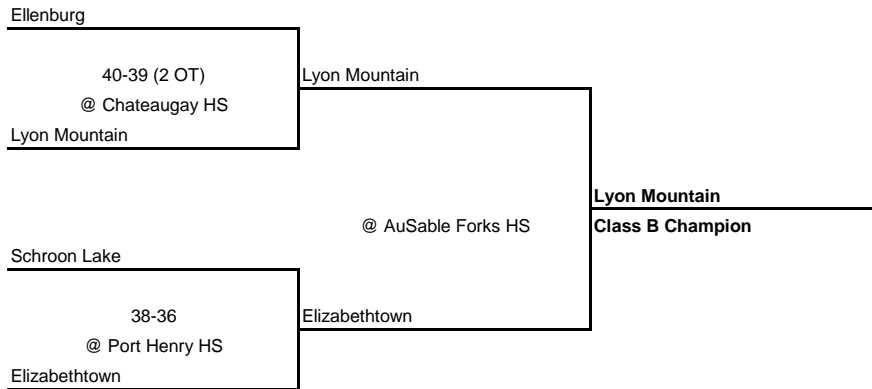 Ellenburg
40-39 (2 OT)
@ Chateaugay HS
Lyon Mountain
Lyon Mountain
@ AuSable Forks HS
Lyon Mountain
Class B Champion
Schroon Lake
38-36
@ Port Henry HS
Elizabethtown
Elizabethtown